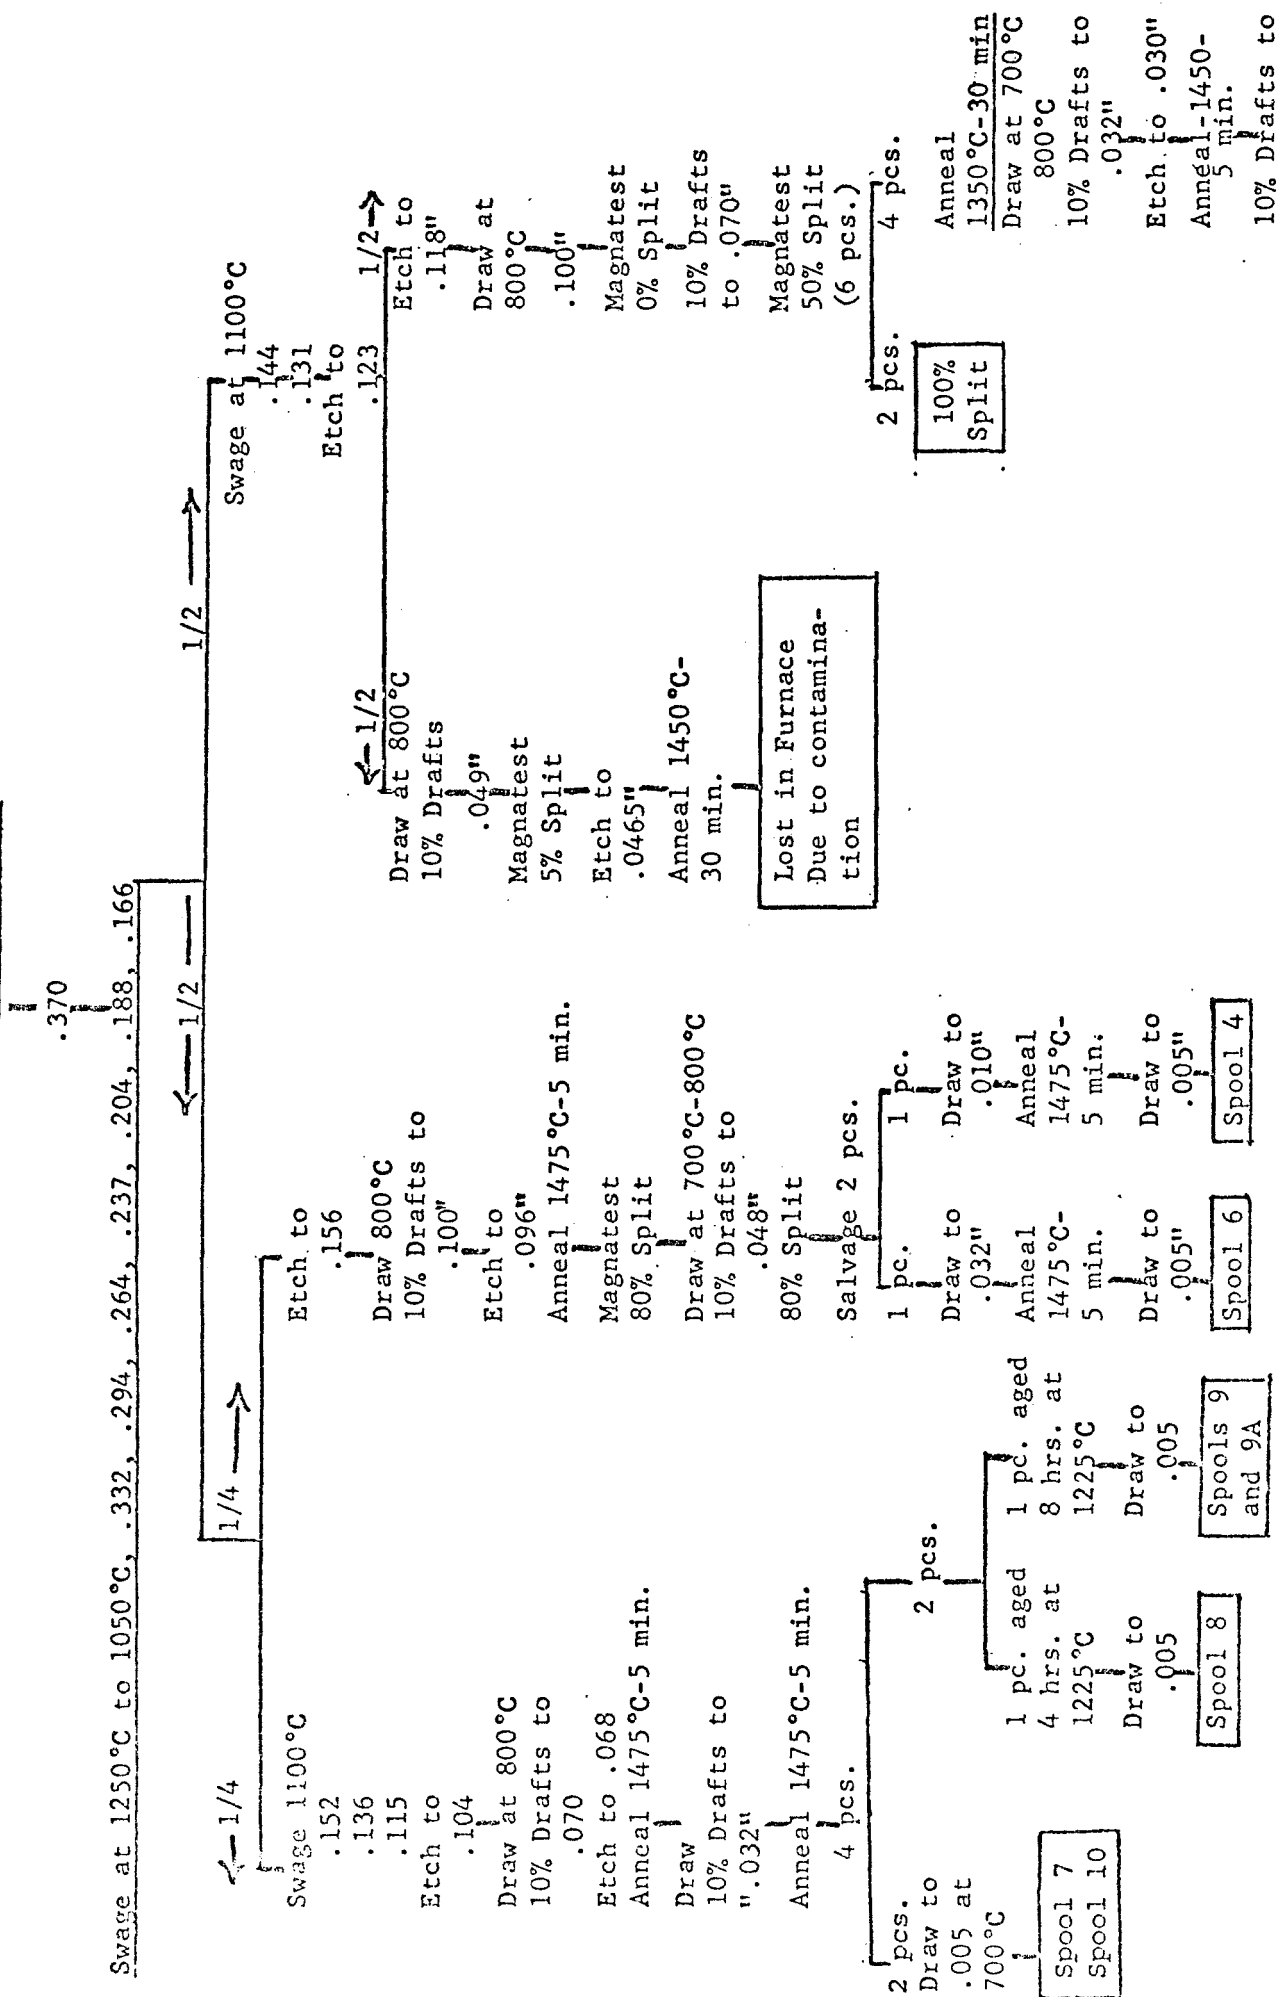 .370
Swage at 1250°C to 1050°C, .332, .294, .264, .237, .204, .188, .166
←1/2
1/2 →
←1/4
1/4 →
Swage 1100°C
.152
.136
.115
Etch to
.104
Draw at 800°C
10% Drafts to
.070
Etch to .068
Anneal 1475°C-5 min.
Draw
10% Drafts to
".032"
Anneal 1475°C-5 min.
4 pcs.
2 pcs.
Draw to
.005 at
700°C
Spool 7
Spool 10
2 pcs.
1 pc. aged
4 hrs. at
1225°C
Draw to
.005
Spool 8
1 pc. aged
8 hrs. at
1225°C
Draw to
.005
Spools 9
and 9A
Etch to
.156
Draw 800°C
10% Drafts to
.100"
Etch to
.096"
Anneal 1475°C-5 min.
Magnatest
80% Split
Draw at 700°C-800°C
10% Drafts to
.048"
80% Split
Salvage 2 pcs.
1 pc.
Draw to
.032"
Anneal
1475°C-
5 min.
Draw to
.005"
Spool 6
1 pc.
Draw to
.010"
Anneal
1475°C-
5 min.
Draw to
.005"
Spool 4
Swage at 1100°C
.144
.131
Etch to
.123
←1/2
Draw at 800°C
10% Drafts
.049"
Magnatest
5% Split
Etch to
.0465"
Anneal 1450°C-
30 min.
Lost in Furnace
Due to contamina-
tion
1/2→
Etch to
.118"
Draw at
800°C
.100"
Magnatest
0% Split
10% Drafts
to .070"
Magnatest
50% Split
(6 pcs.)
2 pcs.
100%
Split
4 pcs.
Anneal
1350°C-30 min
Draw at 700°C
800°C
10% Drafts to
.032"
Etch to .030"
Anneal-1450-
5 min.
10% Drafts to